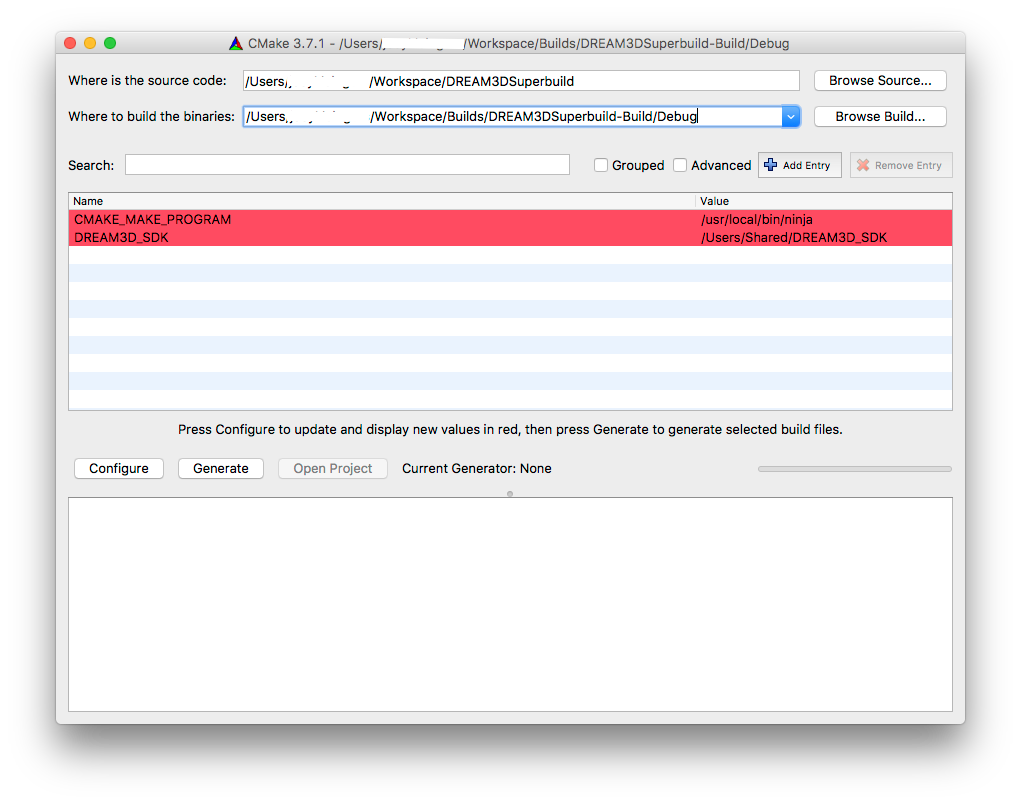 CMake 3.7.1 - /Users/ /Workspace/Builds/DREAM3DSuperbuild-Build/Debug
Where is the source code: /Users/ /Workspace/DREAM3DSuperbuild Browse Source...
Where to build the binaries: /Users/ /Workspace/Builds/DREAM3DSuperbuild-Build/Debug Browse Build...
Search: Grouped Advanced Add Entry Remove Entry
Name Value
CMAKE_MAKE_PROGRAM /usr/local/bin/ninja
DREAM3D_SDK /Users/Shared/DREAM3D_SDK
Press Configure to update and display new values in red, then press Generate to generate selected build files.
Configure Generate Open Project Current Generator: None